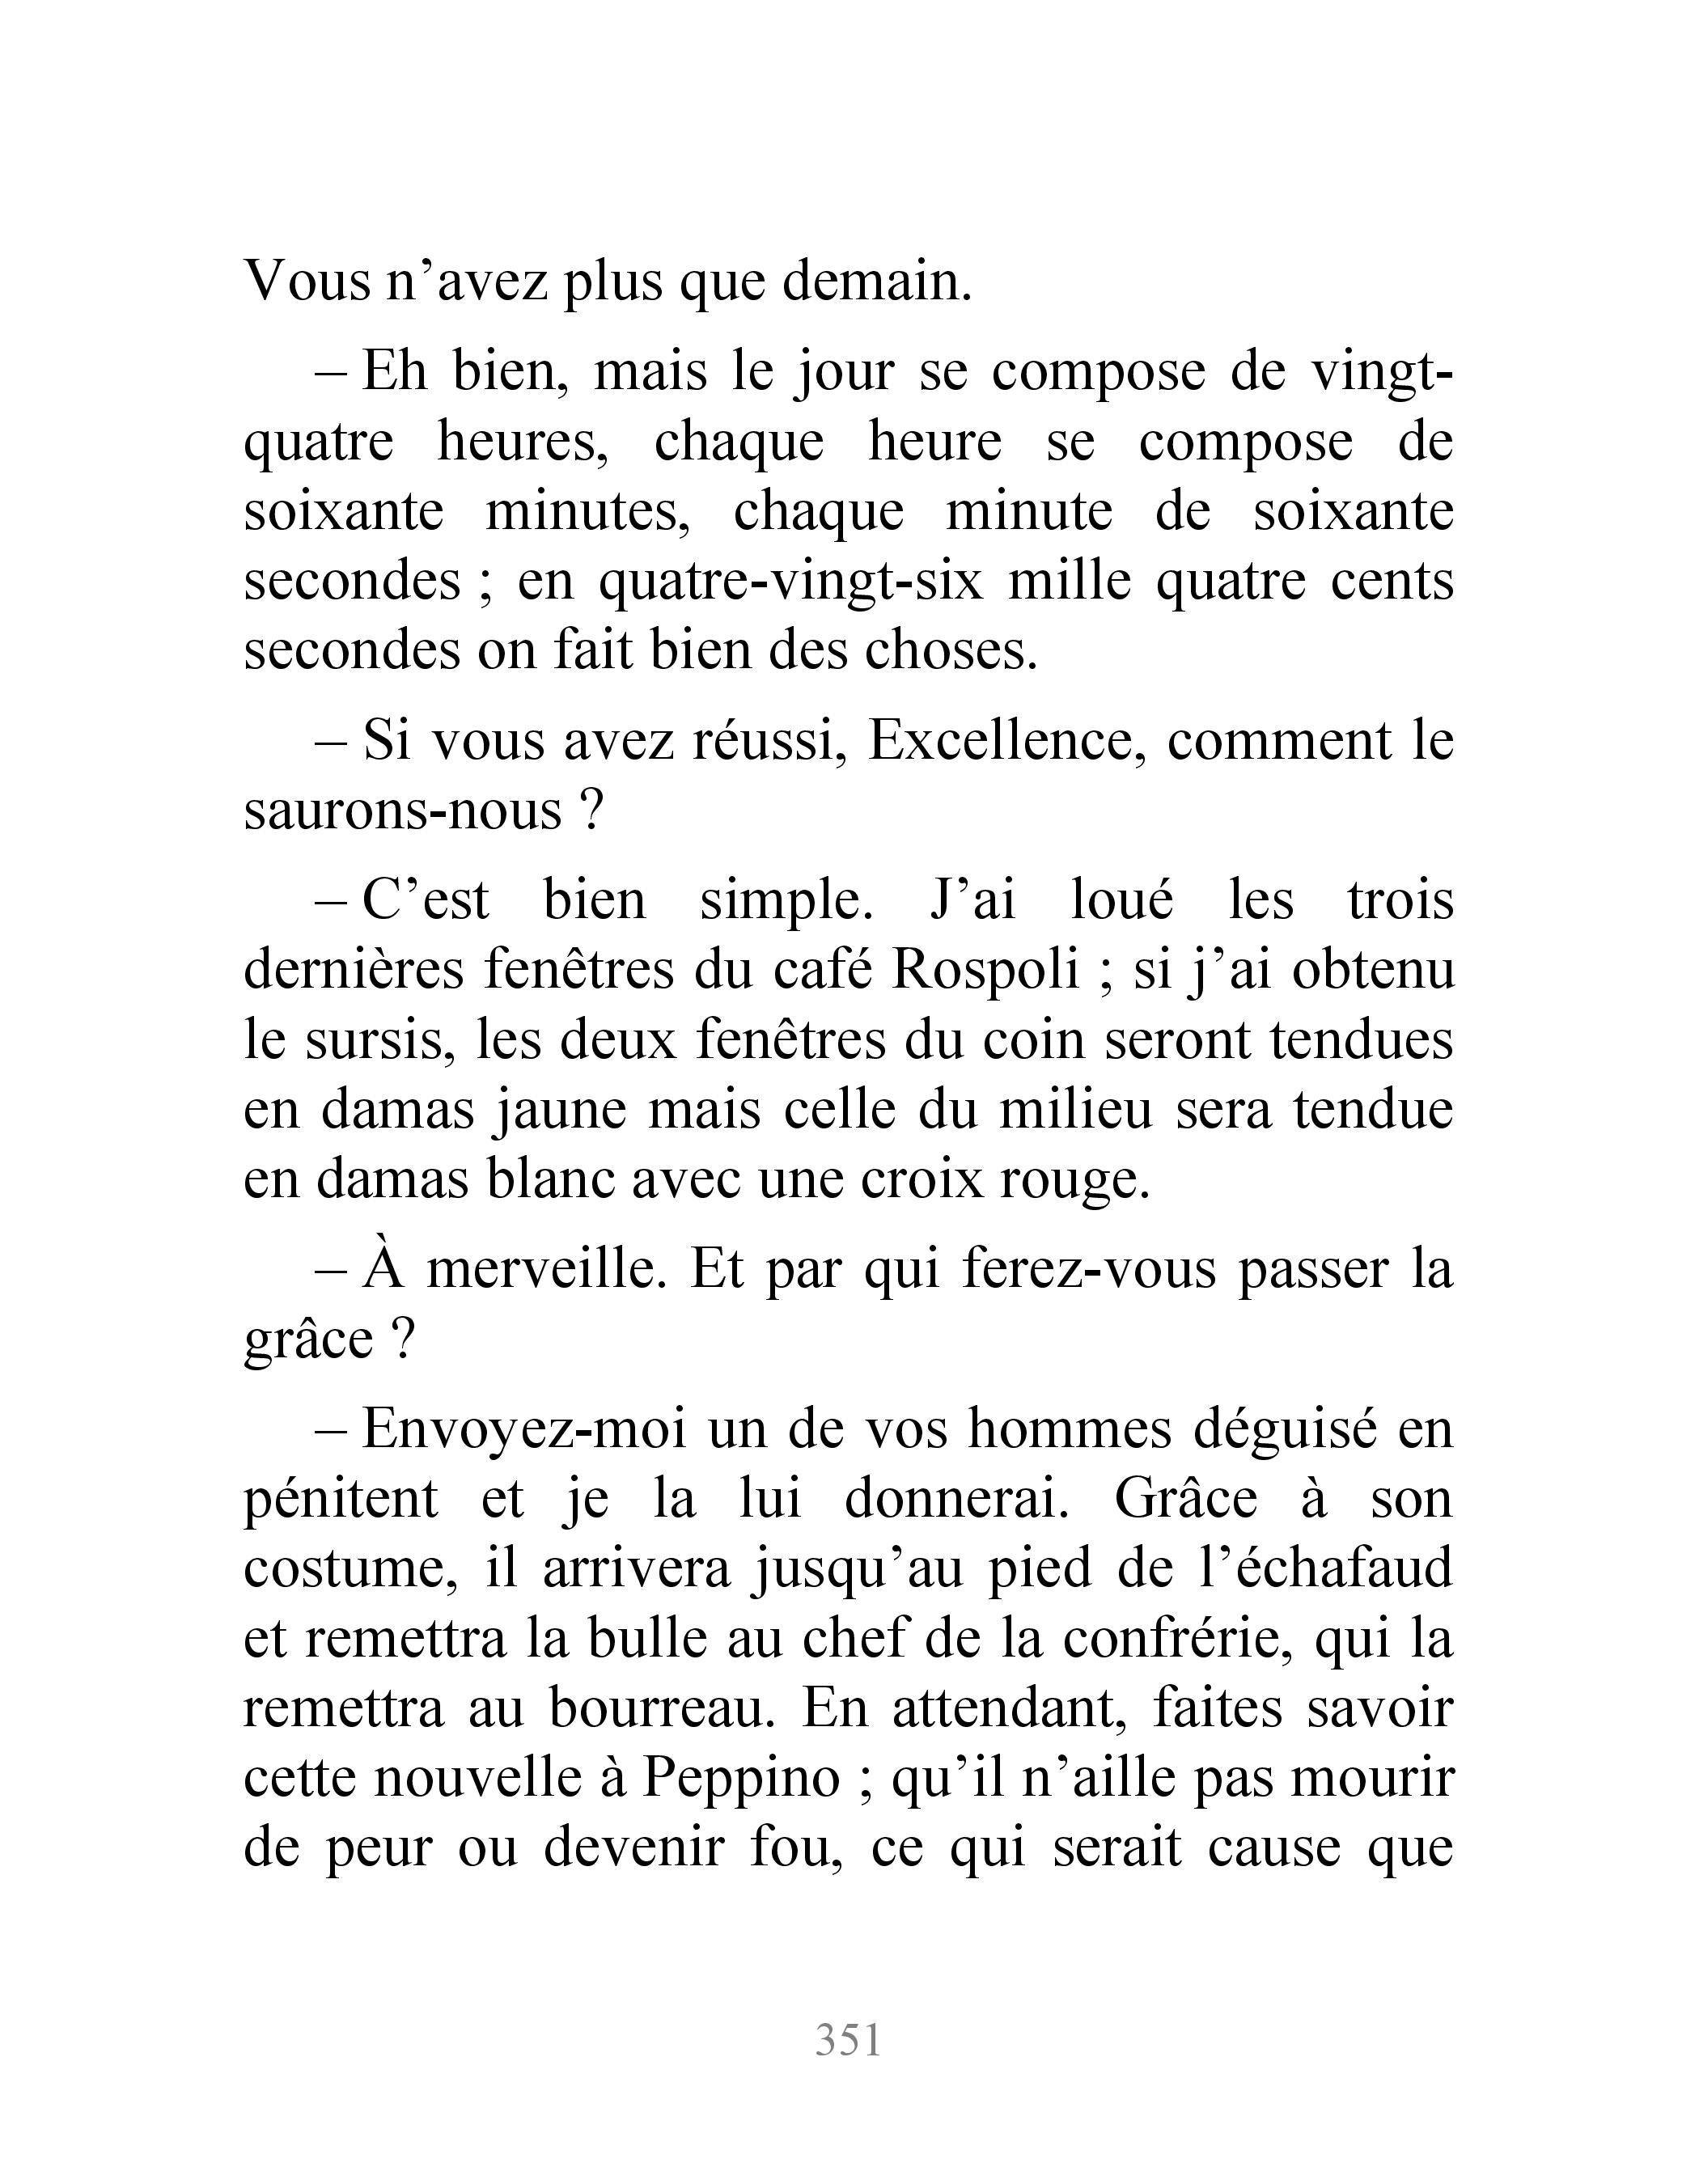 Vous n’avez plus que demain.
– Eh bien, mais le jour se compose de vingt-
quatre heures, chaque heure se compose de
soixante minutes, chaque minute de soixante
secondes ; en quatre-vingt-six mille quatre cents
secondes on fait bien des choses.
– Si vous avez réussi, Excellence, comment le
saurons-nous ?
– C’est bien simple. J’ai loué les trois
dernières fenêtres du café Rospoli ; si j’ai obtenu
le sursis, les deux fenêtres du coin seront tendues
en damas jaune mais celle du milieu sera tendue
en damas blanc avec une croix rouge.
– À merveille. Et par qui ferez-vous passer la
grâce ?
– Envoyez-moi un de vos hommes déguisé en
pénitent et je la lui donnerai. Grâce à son
costume, il arrivera jusqu’au pied de l’échafaud
et remettra la bulle au chef de la confrérie, qui la
remettra au bourreau. En attendant, faites savoir
cette nouvelle à Peppino ; qu’il n’aille pas mourir
de peur ou devenir fou, ce qui serait cause que
351